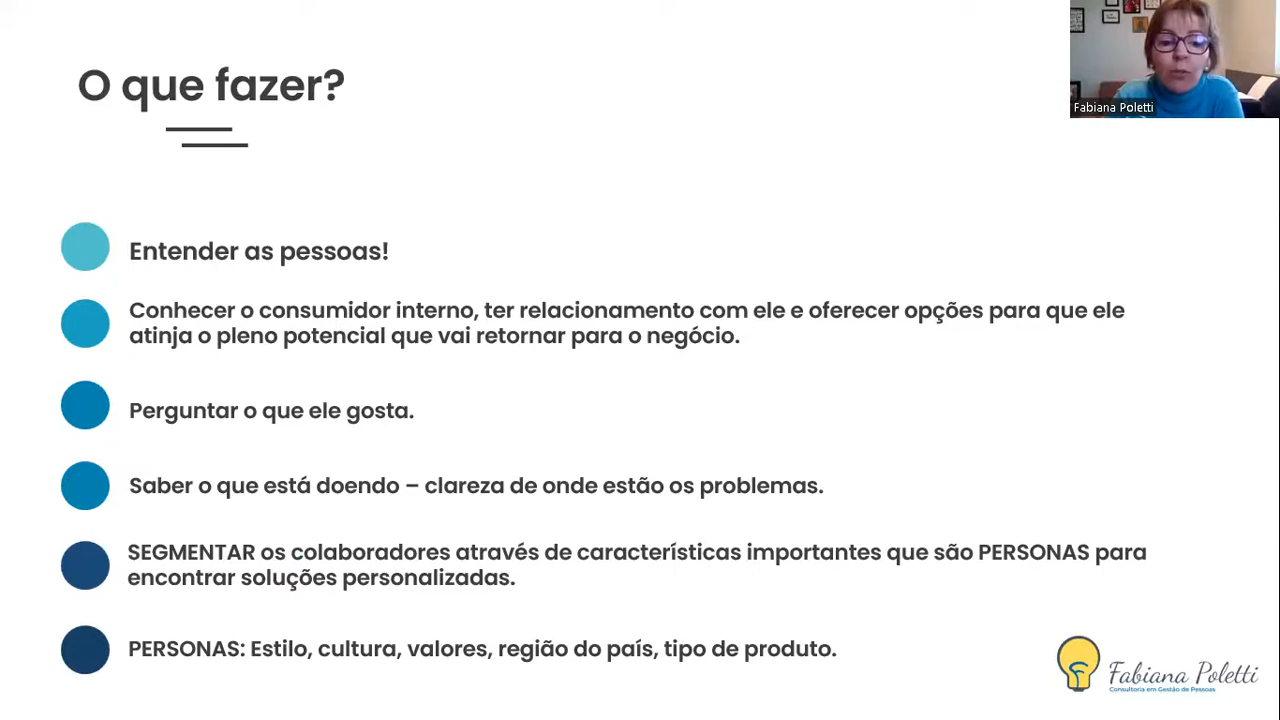 O que fazer?
Fabiana Poletti
Entender as pessoas!
Conhecer o consumidor interno, ter relacionamento com ele e oferecer opções para que ele
atinja o pleno potencial que vai retornar para o negócio.
Perguntar o que ele gosta.
Saber o que está doendo – clareza de onde estão os problemas.
SEGMENTAR os colaboradores através de características importantes que são PERSONAS para
encontrar soluções personalizadas.
PERSONAS: Estilo, cultura, valores, região do país, tipo de produto.
Fabiana Poletti
Consultoria em Gestão de Pessoas